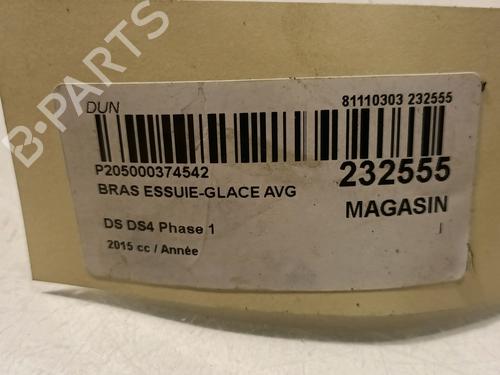 DUN
81110303 232555
P205000374542
232555
BRAS ESSUIE-GLACE AVG
MAGASIN
DS DS4 Phase 1
2015 cc / Année
B-PARTS